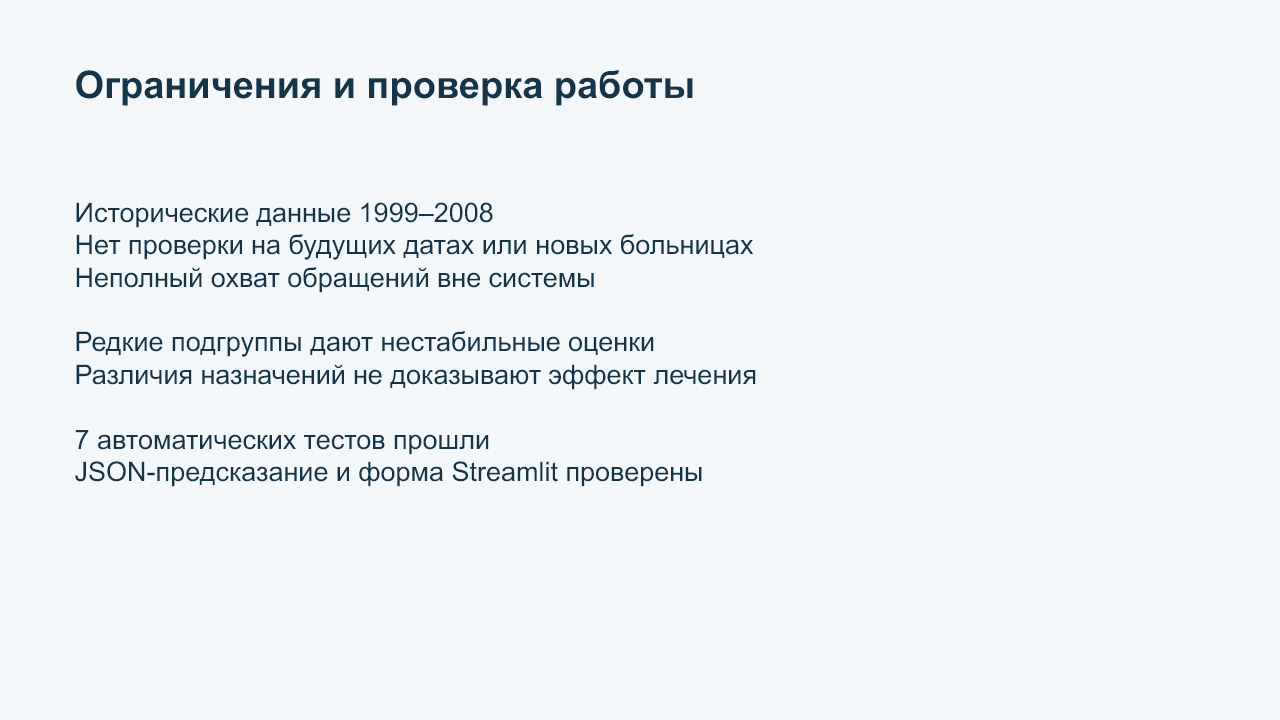 Ограничения и проверка работы
Исторические данные 1999–2008
Нет проверки на будущих датах или новых больницах
Неполный охват обращений вне системы
Редкие подгруппы дают нестабильные оценки
Различия назначений не доказывают эффект лечения
7 автоматических тестов прошли
JSON-предсказание и форма Streamlit проверены